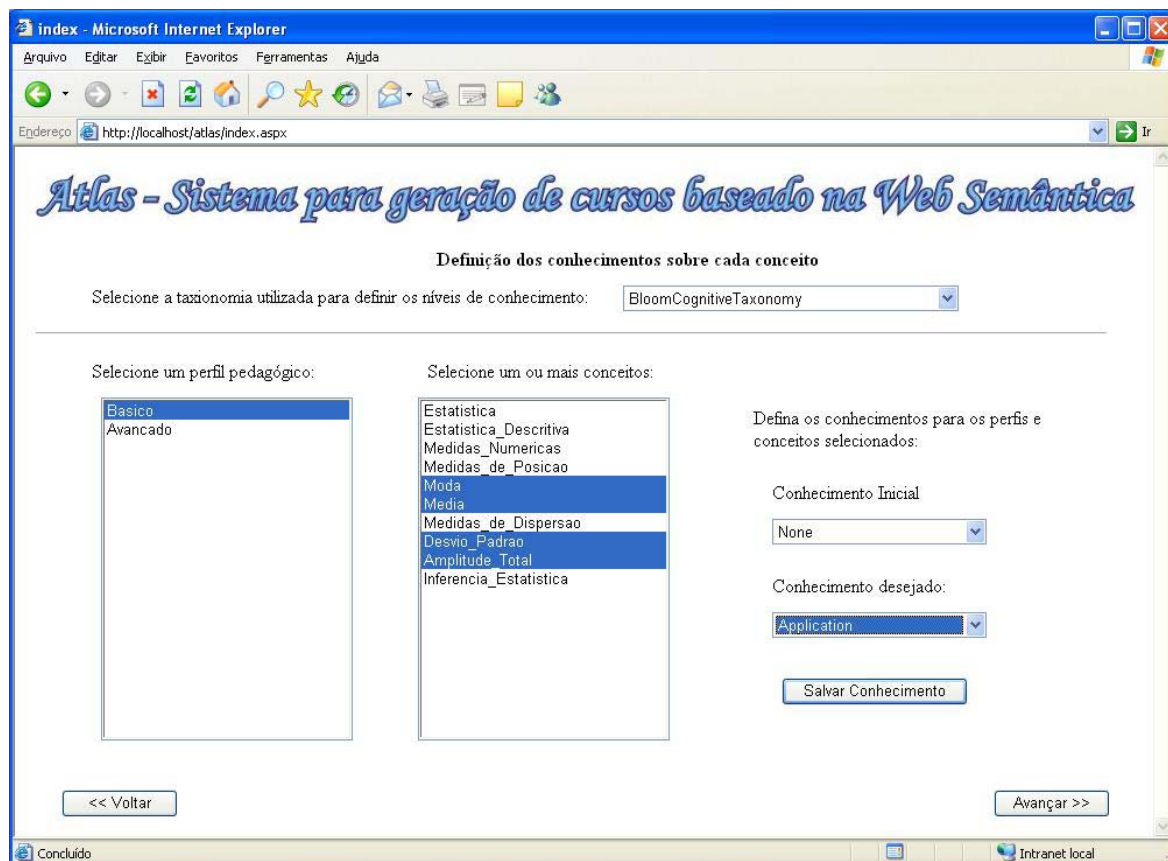 index - Microsoft Internet Explorer
Arquivo Editar Exibir Favoritos Ferramentas Ajuda
Endereço http://localhost/atlas/index.aspx Ir
Atlas - Sistema para geração de cursos baseado na Web Semântica
Definição dos conhecimentos sobre cada conceito
Selecione a taxionomia utilizada para definir os níveis de conhecimento: BloomCognitiveTaxonomy
Selecione um perfil pedagógico:
Basico
Avancado
Selecione um ou mais conceitos:
Estatistica
Estatistica_Descritiva
Medidas_Numericas
Medidas_de_Posicao
Moda
Media
Medidas_de_Dispersao
Desvio_Padrao
Amplitude_Total
Inferencia_Estatistica
Defina os conhecimentos para os perfis e
conceitos selecionados:
Conhecimento Inicial
None
Conhecimento desejado:
Application
Salvar Conhecimento
<< Voltar
Avançar >>
Concluído
Intranet local